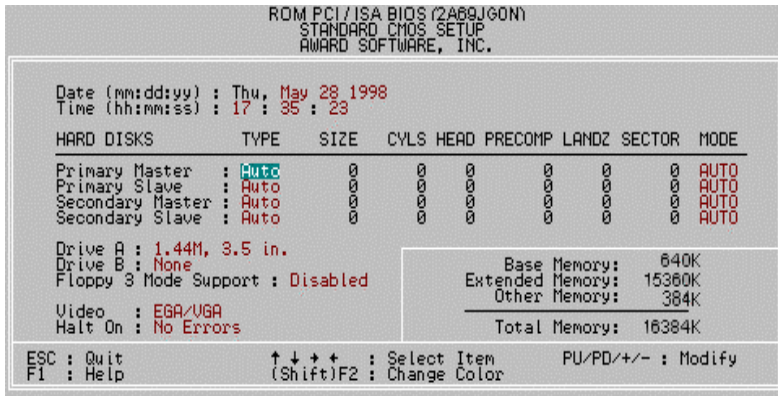 ROM PCI / ISA BIOS (2A69JGON)
STANDARD CMOS SETUP
AWARD SOFTWARE, INC.
Date (mm:dd:yy) : Thu, May 28 1998
Time (hh:mm:ss) : 17 : 35 : 23
HARD DISKS TYPE SIZE CYLS HEAD PRECOMP LANDZ SECTOR MODE
Primary Master : Auto 0 0 0 0 0 0 AUTO
Primary Slave : Auto 0 0 0 0 0 0 AUTO
Secondary Master : Auto 0 0 0 0 0 0 AUTO
Secondary Slave : Auto 0 0 0 0 0 0 AUTO
Drive A : 1.44M, 3.5 in.
Drive B : None
Floppy 3 Mode Support : Disabled
Video : EGA/VGA
Halt On : No Errors
Base Memory: 640K
Extended Memory: 15360K
Other Memory: 384K
Total Memory: 16384K
ESC : Quit ↑ ↓ → ← : Select Item PU/PD/+/- : Modify
F1 : Help (Shift)F2 : Change Color